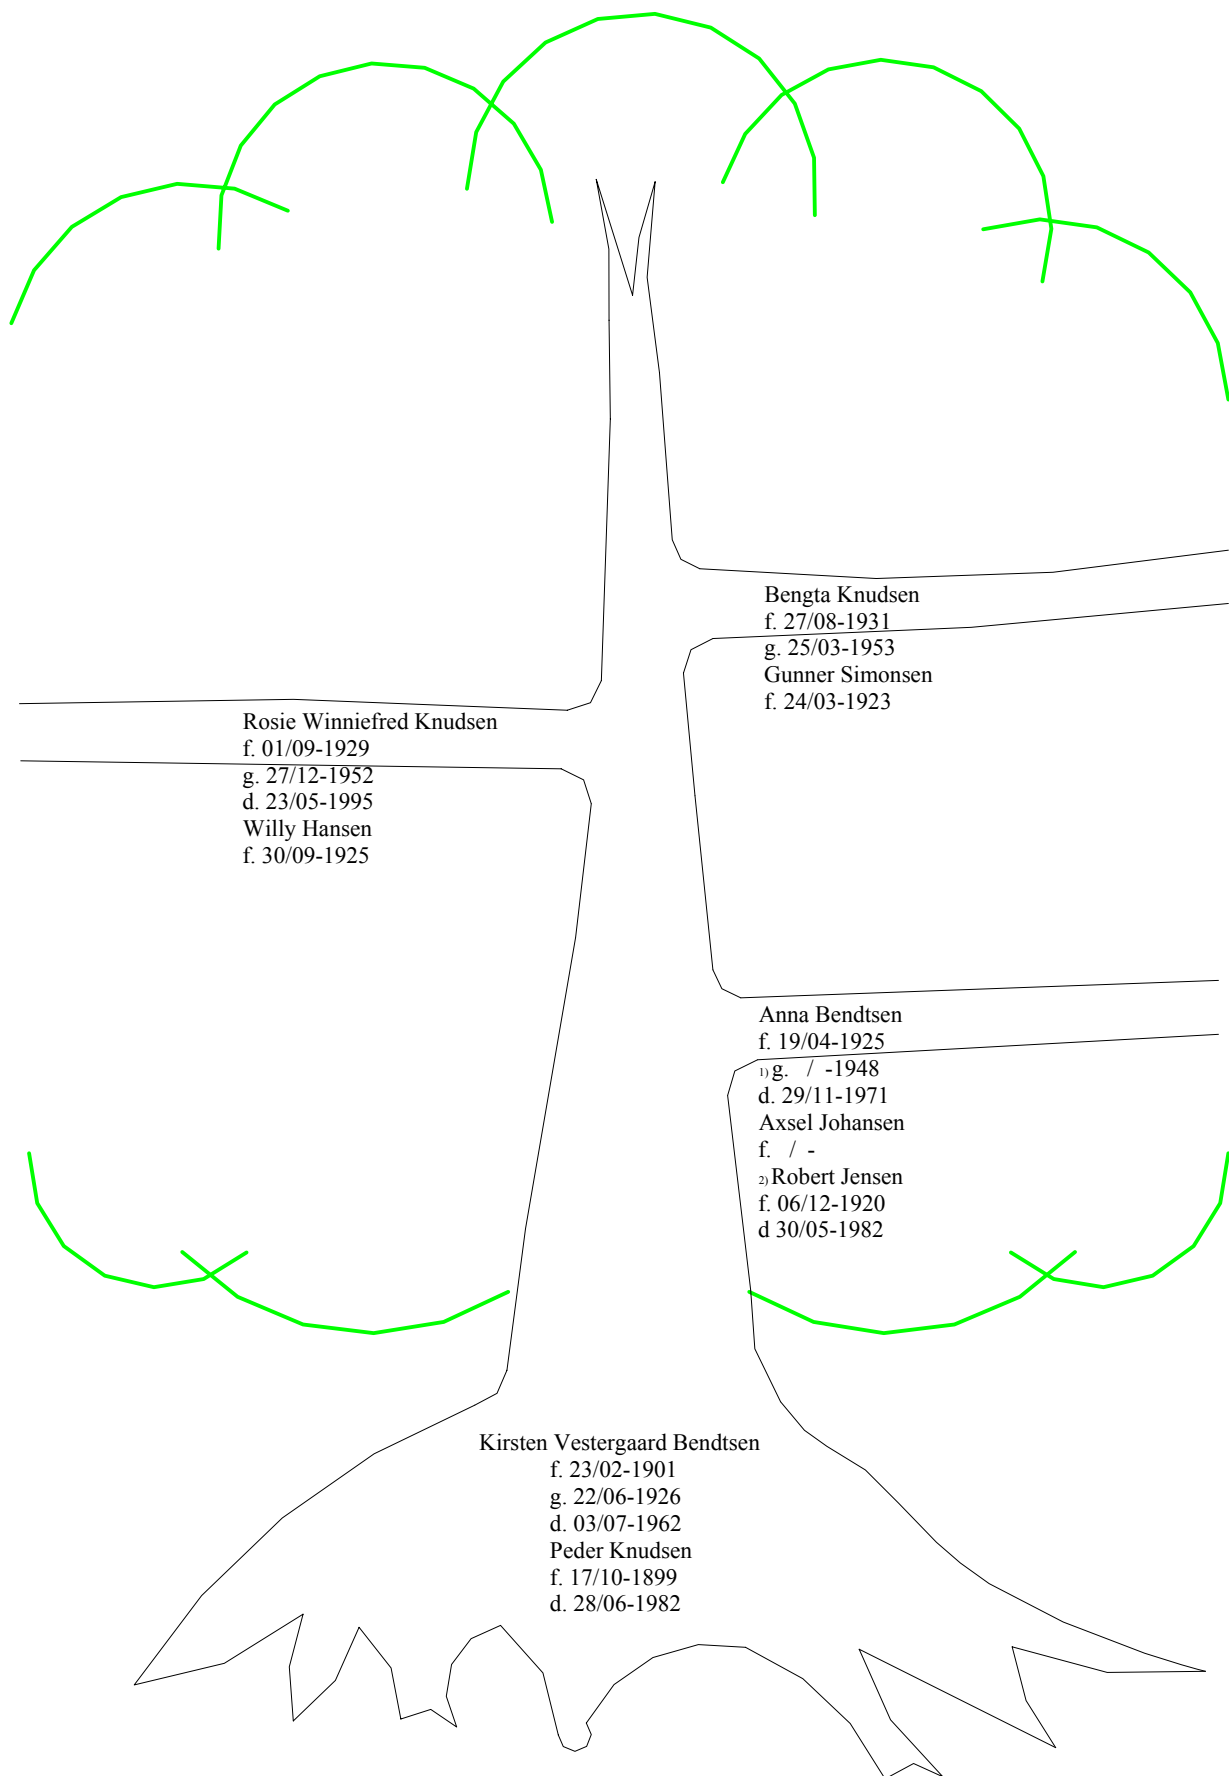 Bengta Knudsen
f. 27/08-1931
g. 25/03-1953
Gunner Simonsen
f. 24/03-1923
Rosie Winniefred Knudsen
f. 01/09-1929
g. 27/12-1952
d. 23/05-1995
Willy Hansen
f. 30/09-1925
Anna Bendtsen
f. 19/04-1925
1) g.   /  -1948
d. 29/11-1971
Axsel Johansen
f.   /  -
2) Robert Jensen
f. 06/12-1920
d 30/05-1982
Kirsten Vestergaard Bendtsen
f. 23/02-1901
g. 22/06-1926
d. 03/07-1962
Peder Knudsen
f. 17/10-1899
d. 28/06-1982